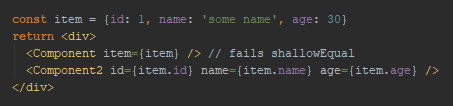 const item = {id: 1, name: 'some name', age: 30}
return <div>
  <Component item={item} /> // fails shallowEqual
  <Component2 id={item.id} name={item.name} age={item.age} />
</div>